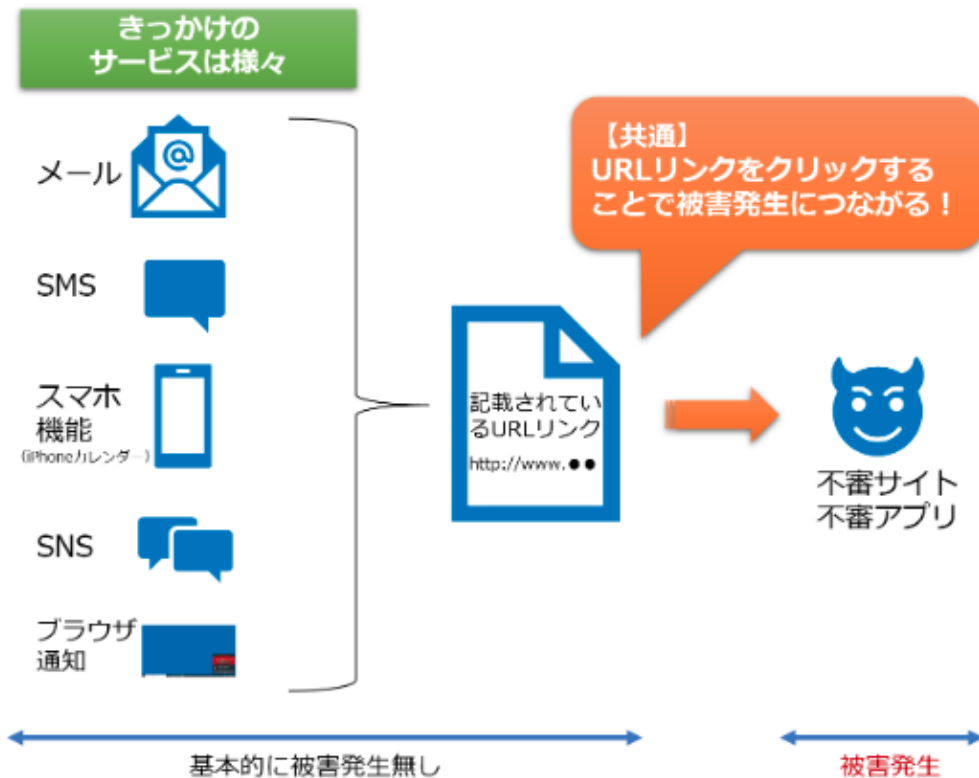 きっかけの
サービスは様々
【共通】
URLリンクをクリックする
ことで被害発生につながる！
メール
SMS
スマホ
機能
(iPhoneカレンダー)
SNS
ブラウザ
通知
記載されてい
るURLリンク
http://www.●●
不審サイト
不審アプリ
基本的に被害発生無し
被害発生